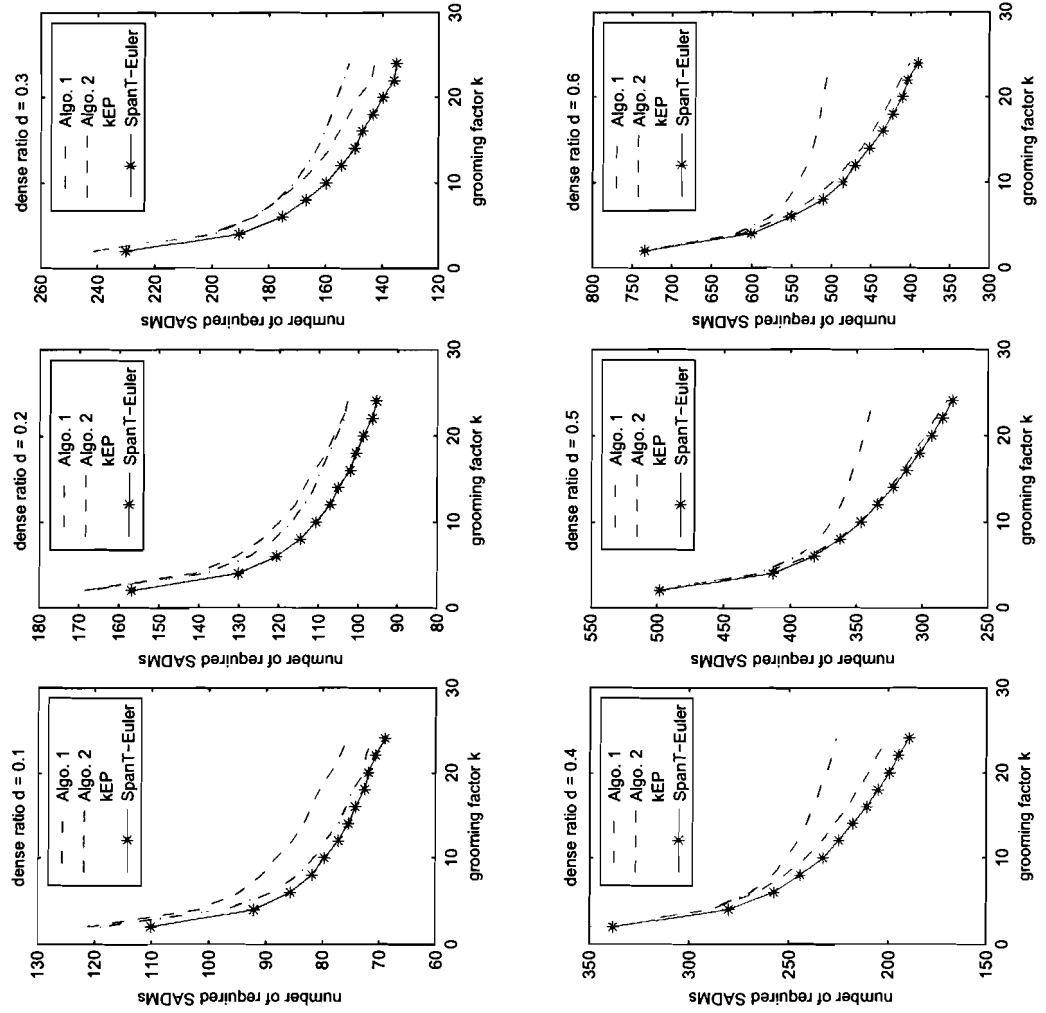 dense ratio d = 0.1
Algo. 1
Algo. 2
kEP
SpanT-Euler
130
120
110
100
90
80
70
60
number of required SADMs
0
10
20
30
grooming factor k
dense ratio d = 0.2
Algo. 1
Algo. 2
kEP
SpanT-Euler
180
170
160
150
140
130
120
110
100
90
80
number of required SADMs
0
10
20
30
grooming factor k
dense ratio d = 0.3
Algo. 1
Algo. 2
kEP
SpanT-Euler
260
240
220
200
180
160
140
120
number of required SADMs
0
10
20
30
grooming factor k
dense ratio d = 0.4
Algo. 1
Algo. 2
kEP
SpanT-Euler
350
300
250
200
150
number of required SADMs
0
10
20
30
grooming factor k
dense ratio d = 0.5
Algo. 1
Algo. 2
kEP
SpanT-Euler
550
500
450
400
350
300
250
number of required SADMs
0
10
20
30
grooming factor k
dense ratio d = 0.6
Algo. 1
Algo. 2
kEP
SpanT-Euler
800
750
700
650
600
550
500
450
400
350
300
number of required SADMs
0
10
20
30
grooming factor k